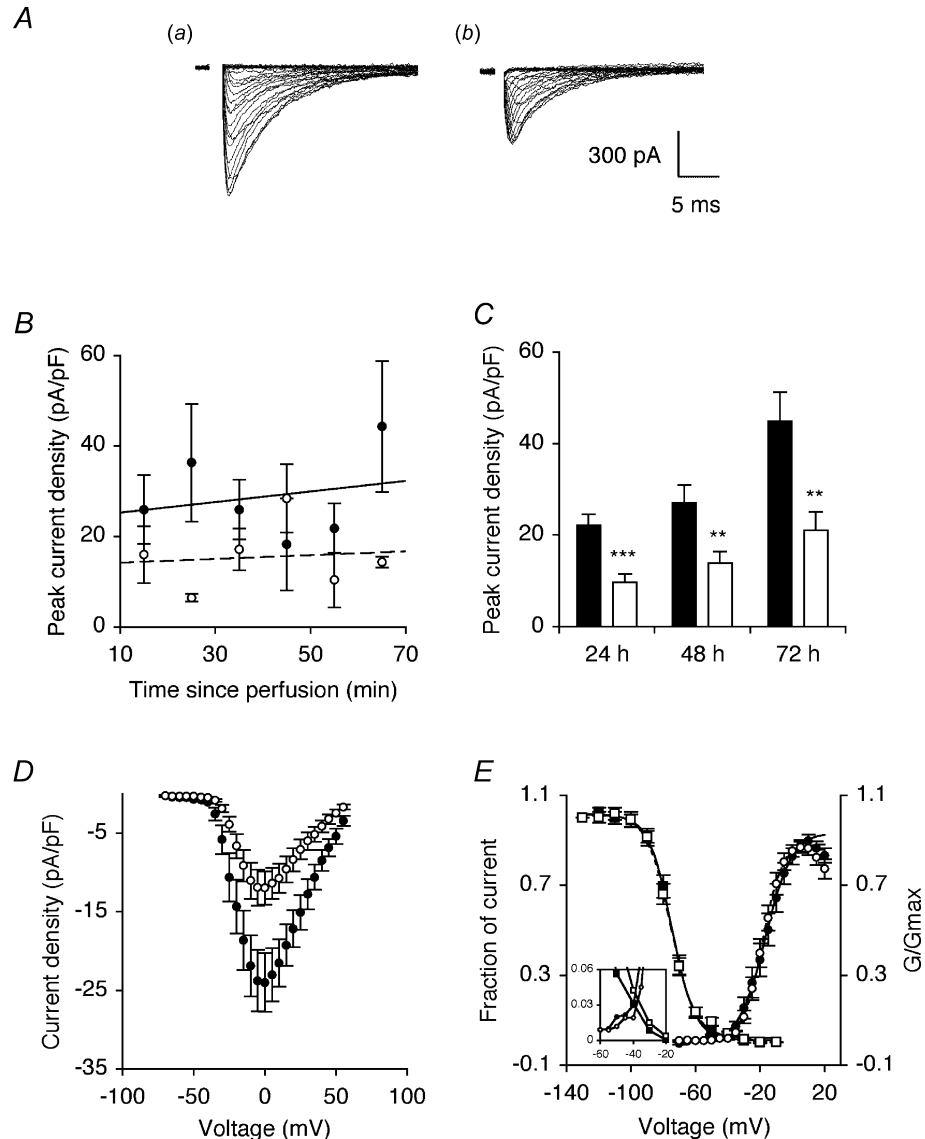 A
(a)
(b)
300 pA
5 ms
B
Peak current density (pA/pF)
60
40
20
0
10
30
50
70
Time since perfusion (min)
C
Peak current density (pA/pF)
60
40
20
0
***
**
**
24 h
48 h
72 h
D
Current density (pA/pF)
-5
-15
-25
-35
-100
-50
0
50
100
Voltage (mV)
E
Fraction of current
1.1
0.7
0.3
-0.1
0.06
0.03
0
-60
-40
-20
1.1
0.7
0.3
-0.1
G/Gmax
-140
-100
-60
-20
20
Voltage (mV)